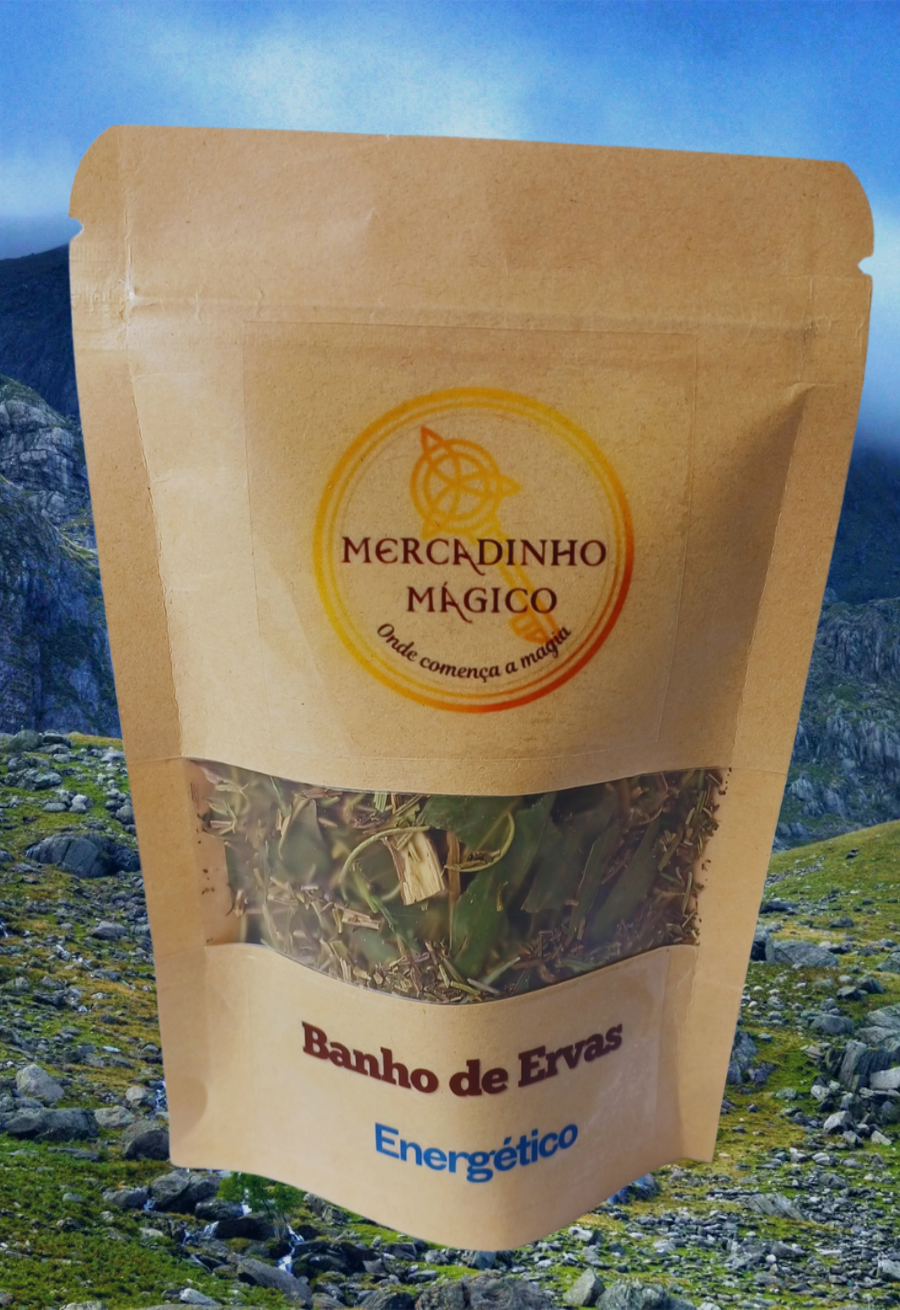 MERCADINHO
MÁGICO
Onde começa a magia
Banho de Ervas
Energético